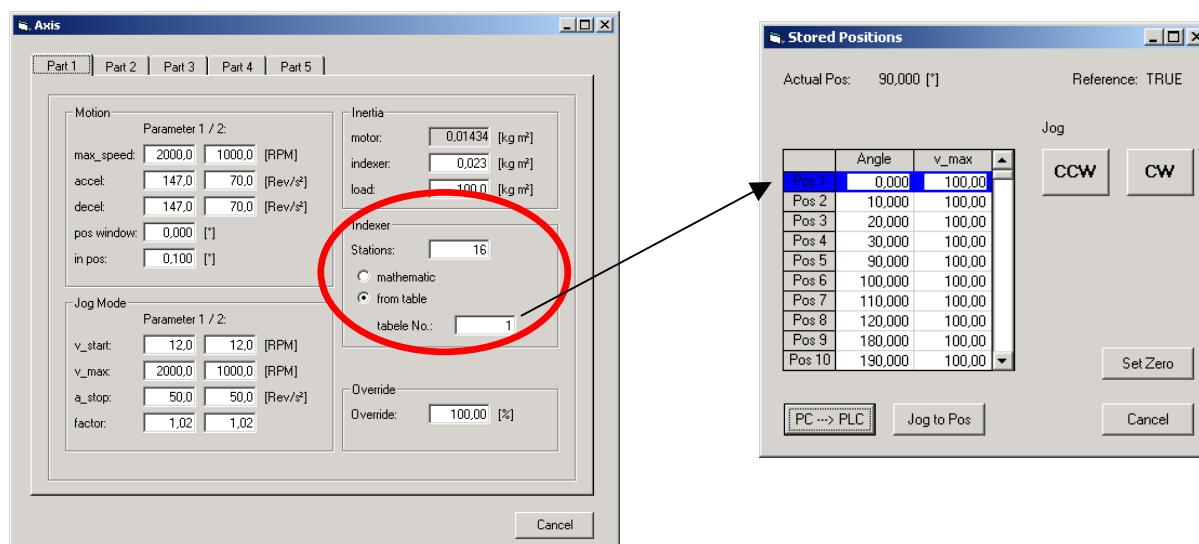 Axis
Part 1 Part 2 Part 3 Part 4 Part 5
Motion
Parameter 1 / 2:
max_speed: 2000,0 1000,0 [RPM]
accel: 147,0 70,0 [Rev/s²]
decel: 147,0 70,0 [Rev/s²]
pos window: 0,000 [°]
in pos: 0,100 [°]
Jog Mode
Parameter 1 / 2:
v_start: 12,0 12,0 [RPM]
v_max: 2000,0 1000,0 [RPM]
a_stop: 50,0 50,0 [Rev/s²]
factor: 1,02 1,02
Inertia
motor: 0,01434 [kg m²]
indexer: 0,023 [kg m²]
load: 100,0 [kg m²]
Indexer
Stations: 16
mathematic
from table
tabele No.: 1
Override
Override: 100,00 [%]
Cancel
Stored Positions
Actual Pos: 90,000 [°] Reference: TRUE
Jog
CCW CW
Angle v_max
Pos 1 0,000 100,00
Pos 2 10,000 100,00
Pos 3 20,000 100,00
Pos 4 30,000 100,00
Pos 5 90,000 100,00
Pos 6 100,000 100,00
Pos 7 110,000 100,00
Pos 8 120,000 100,00
Pos 9 180,000 100,00
Pos 10 190,000 100,00
Set Zero
PC ---> PLC Jog to Pos Cancel